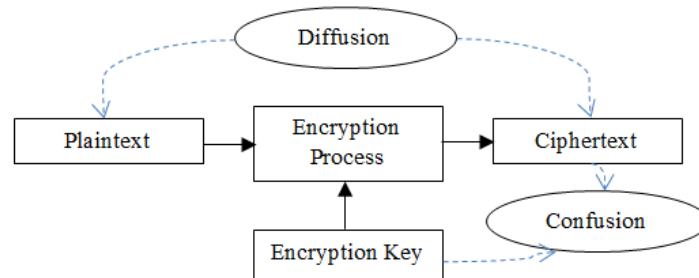 Diffusion
Plaintext
Encryption
Process
Ciphertext
Confusion
Encryption Key